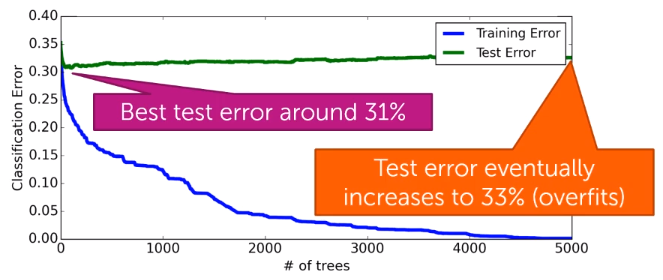 0.40
0.35
0.30
0.25
0.20
0.15
0.10
0.05
0.00
Classification Error
Training Error
Test Error
Best test error around 31%
Test error eventually
increases to 33% (overfits)
0
1000
2000
3000
4000
5000
# of trees